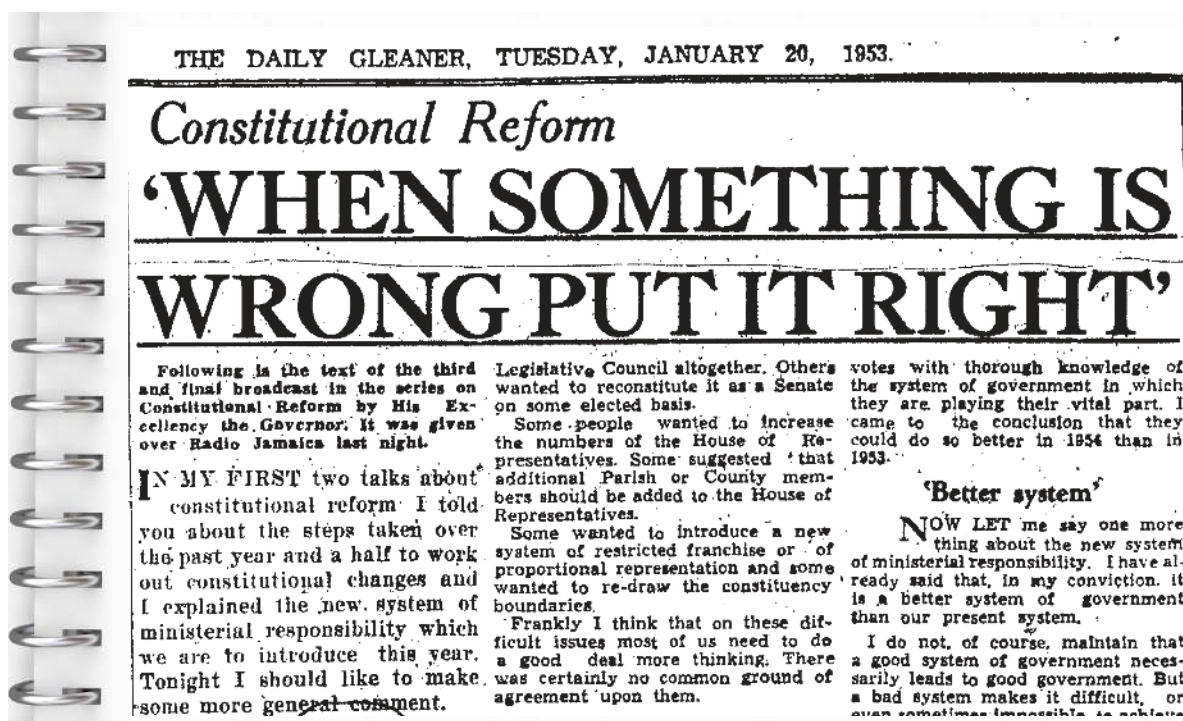 THE DAILY GLEANER, TUESDAY, JANUARY 20, 1953.
Constitutional Reform
‘WHEN SOMETHING IS
WRONG PUT IT RIGHT’
Following is the text of the third
and final broadcast in the series on
Constitutional Reform by His Ex-
cellency the Governor. It was given
over Radio Jamaica last night.
IN MY FIRST two talks about
constitutional reform I told
you about the steps taken over
the past year and a half to work
out constitutional changes and
I explained the new system of
ministerial responsibility which
we are to introduce this year.
Tonight I should like to make
some more general comment.
Legislative Council altogether. Others
wanted to reconstitute it as a Senate
on some elected basis.
Some people wanted to increase
the numbers of the House of Re-
presentatives. Some suggested that
additional Parish or County mem-
bers should be added to the House of
Representatives.
Some wanted to introduce a new
system of restricted franchise or of
proportional representation and some
wanted to re-draw the constituency
boundaries.
Frankly I think that on these dif-
ficult issues most of us need to do
a good deal more thinking. There
was certainly no common ground of
agreement upon them.
votes with thorough knowledge of
the system of government in which
they are playing their vital part. I
came to the conclusion that they
could do so better in 1954 than in
1953.
‘Better system’
NOW LET me say one more
thing about the new system
of ministerial responsibility. I have al-
ready said that, in my conviction, it
is a better system of government
than our present system.
I do not, of course, maintain that
a good system of government neces-
sarily leads to good government. But
a bad system makes it difficult, or
even sometimes impossible to achieve